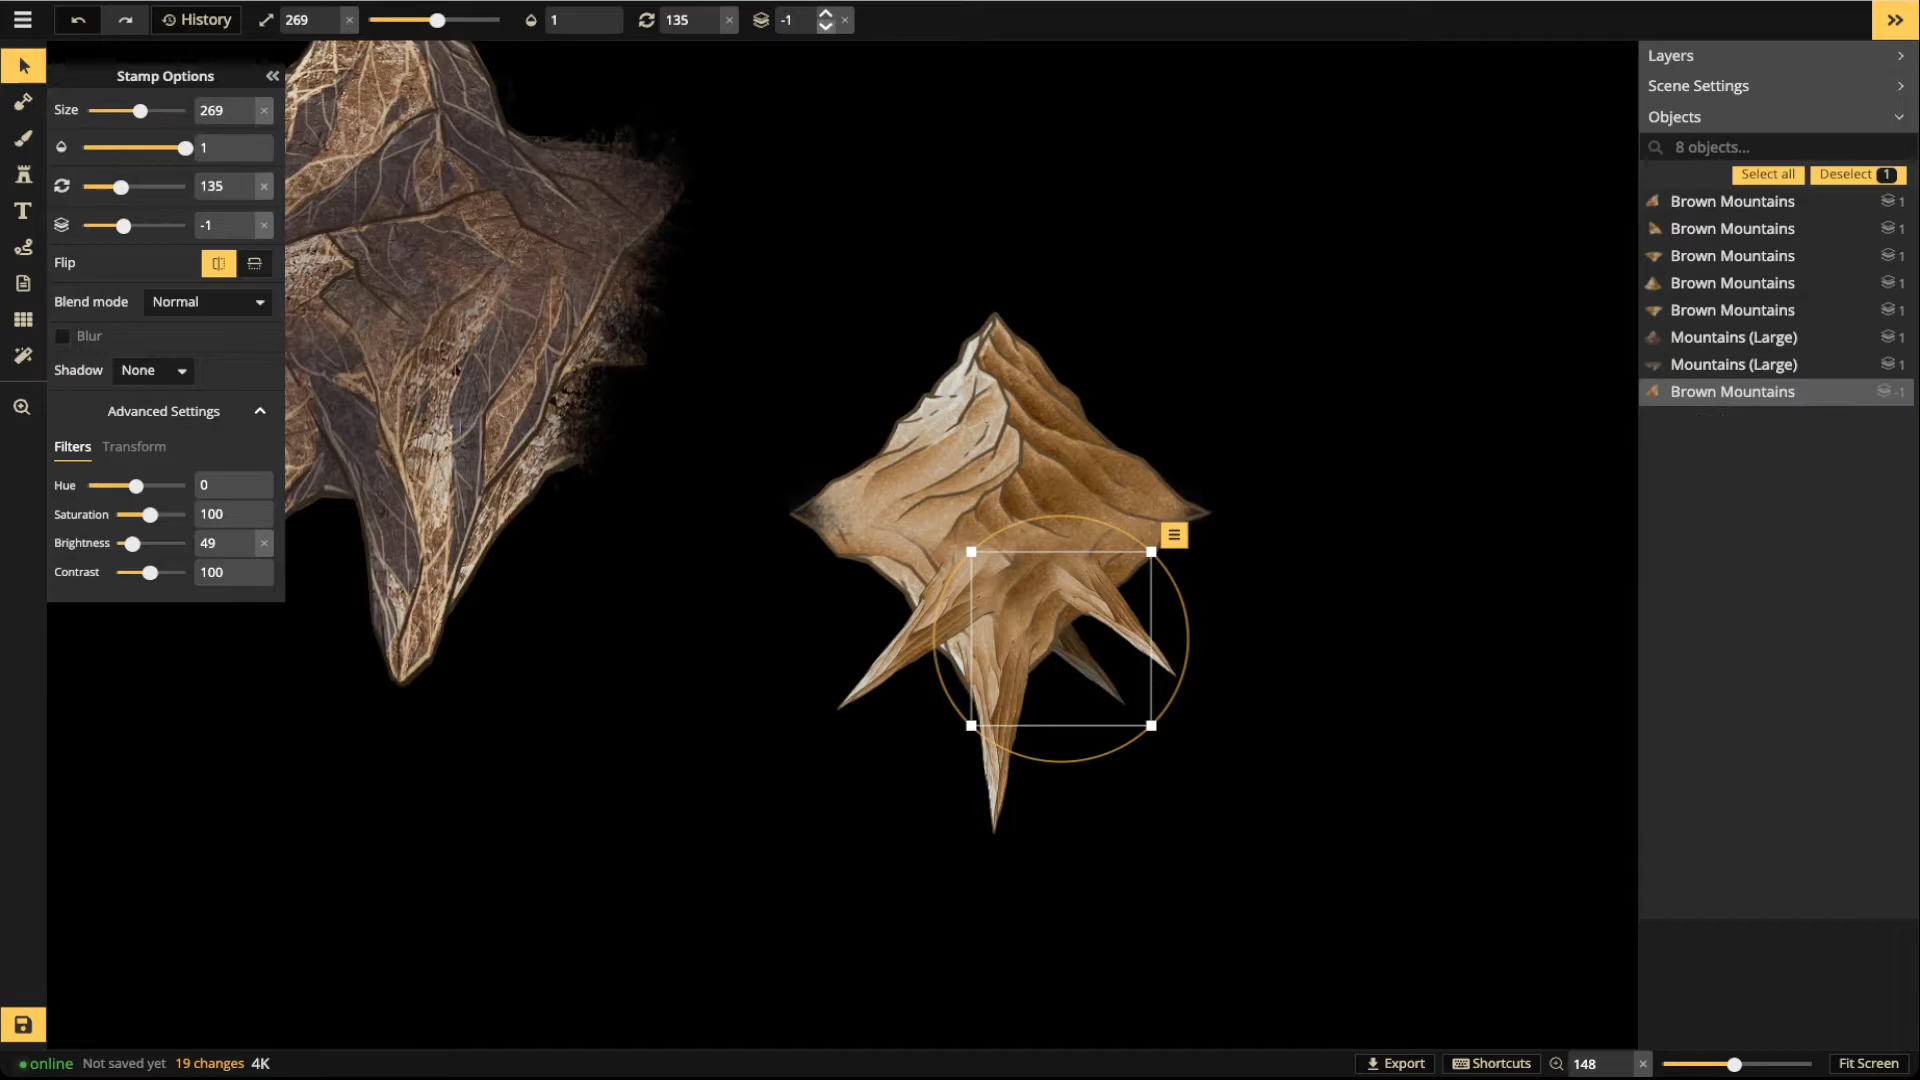 History
269
1
135
-1
Stamp Options
Size
269
1
135
-1
Flip
Blend mode
Normal
Blur
Shadow
None
Advanced Settings
Filters
Transform
Hue
0
Saturation
100
Brightness
49
Contrast
100
Layers
Scene Settings
Objects
8 objects...
Select all
Deselect 1
Brown Mountains 1
Brown Mountains 1
Brown Mountains 1
Brown Mountains 1
Brown Mountains 1
Mountains (Large) 1
Mountains (Large) 1
Brown Mountains -1
online
Not saved yet
19 changes
4K
Export
Shortcuts
148
Fit Screen